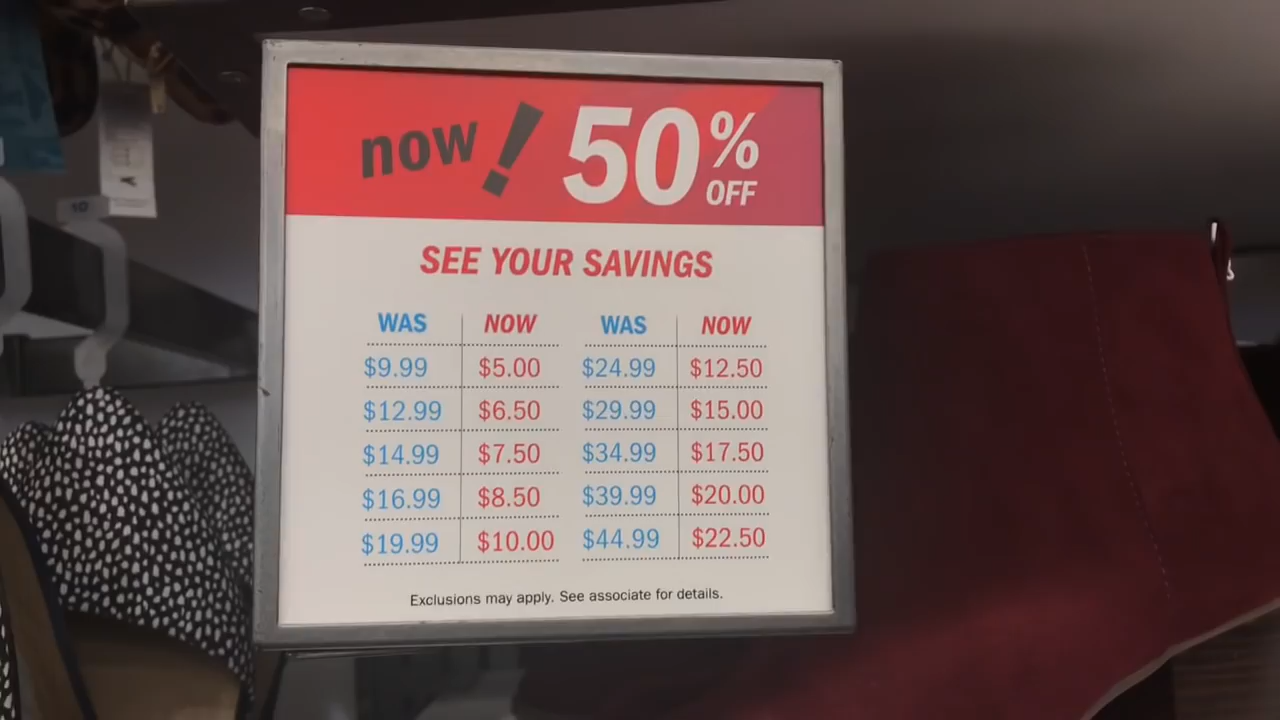 now! 50% OFF
SEE YOUR SAVINGS
WAS NOW WAS NOW
$9.99 $5.00 $24.99 $12.50
$12.99 $6.50 $29.99 $15.00
$14.99 $7.50 $34.99 $17.50
$16.99 $8.50 $39.99 $20.00
$19.99 $10.00 $44.99 $22.50
Exclusions may apply. See associate for details.
10